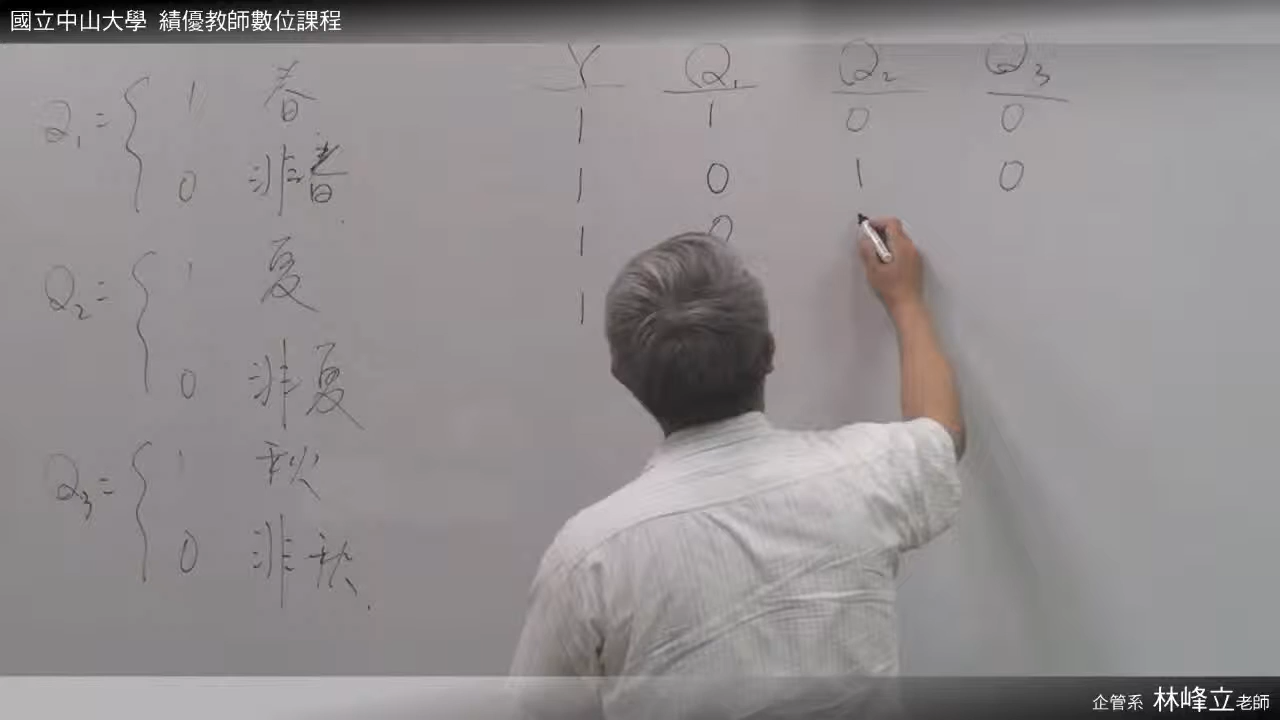 國立中山大學 績優教師數位課程
Q₁= { 1 春
0 非春
Q₂= { 1 夏
0 非夏
Q₃= { 1 秋
0 非秋
Y Q₁ Q₂ Q₃
1 1 0 0
1 0 1 0
1 0
1
企管系 林峰立老師